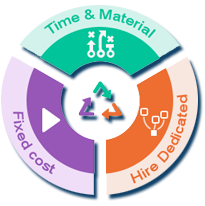 Time & Material
Fixed cost
Hire Dedicated